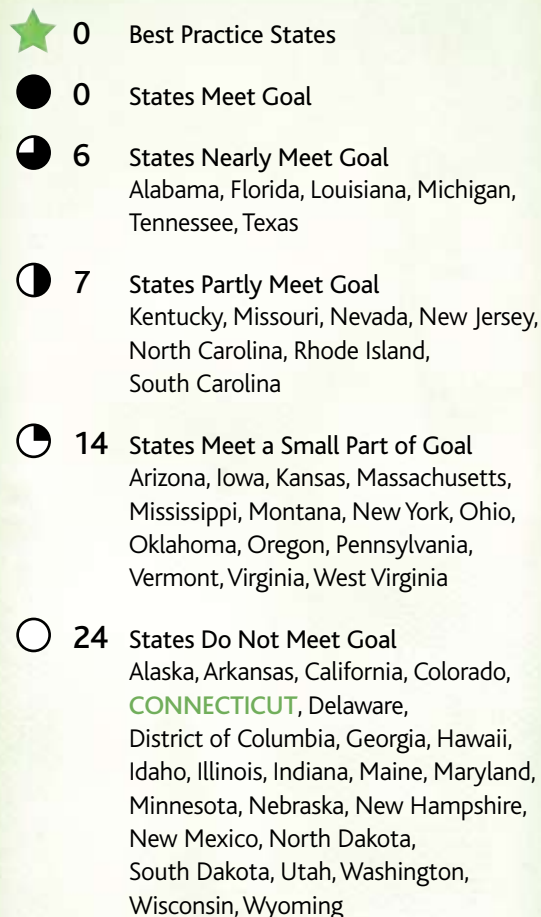 0 Best Practice States
0 States Meet Goal
6 States Nearly Meet Goal
Alabama, Florida, Louisiana, Michigan,
Tennessee, Texas
7 States Partly Meet Goal
Kentucky, Missouri, Nevada, New Jersey,
North Carolina, Rhode Island,
South Carolina
14 States Meet a Small Part of Goal
Arizona, Iowa, Kansas, Massachusetts,
Mississippi, Montana, New York, Ohio,
Oklahoma, Oregon, Pennsylvania,
Vermont, Virginia, West Virginia
24 States Do Not Meet Goal
Alaska, Arkansas, California, Colorado,
CONNECTICUT, Delaware,
District of Columbia, Georgia, Hawaii,
Idaho, Illinois, Indiana, Maine, Maryland,
Minnesota, Nebraska, New Hampshire,
New Mexico, North Dakota,
South Dakota, Utah, Washington,
Wisconsin, Wyoming